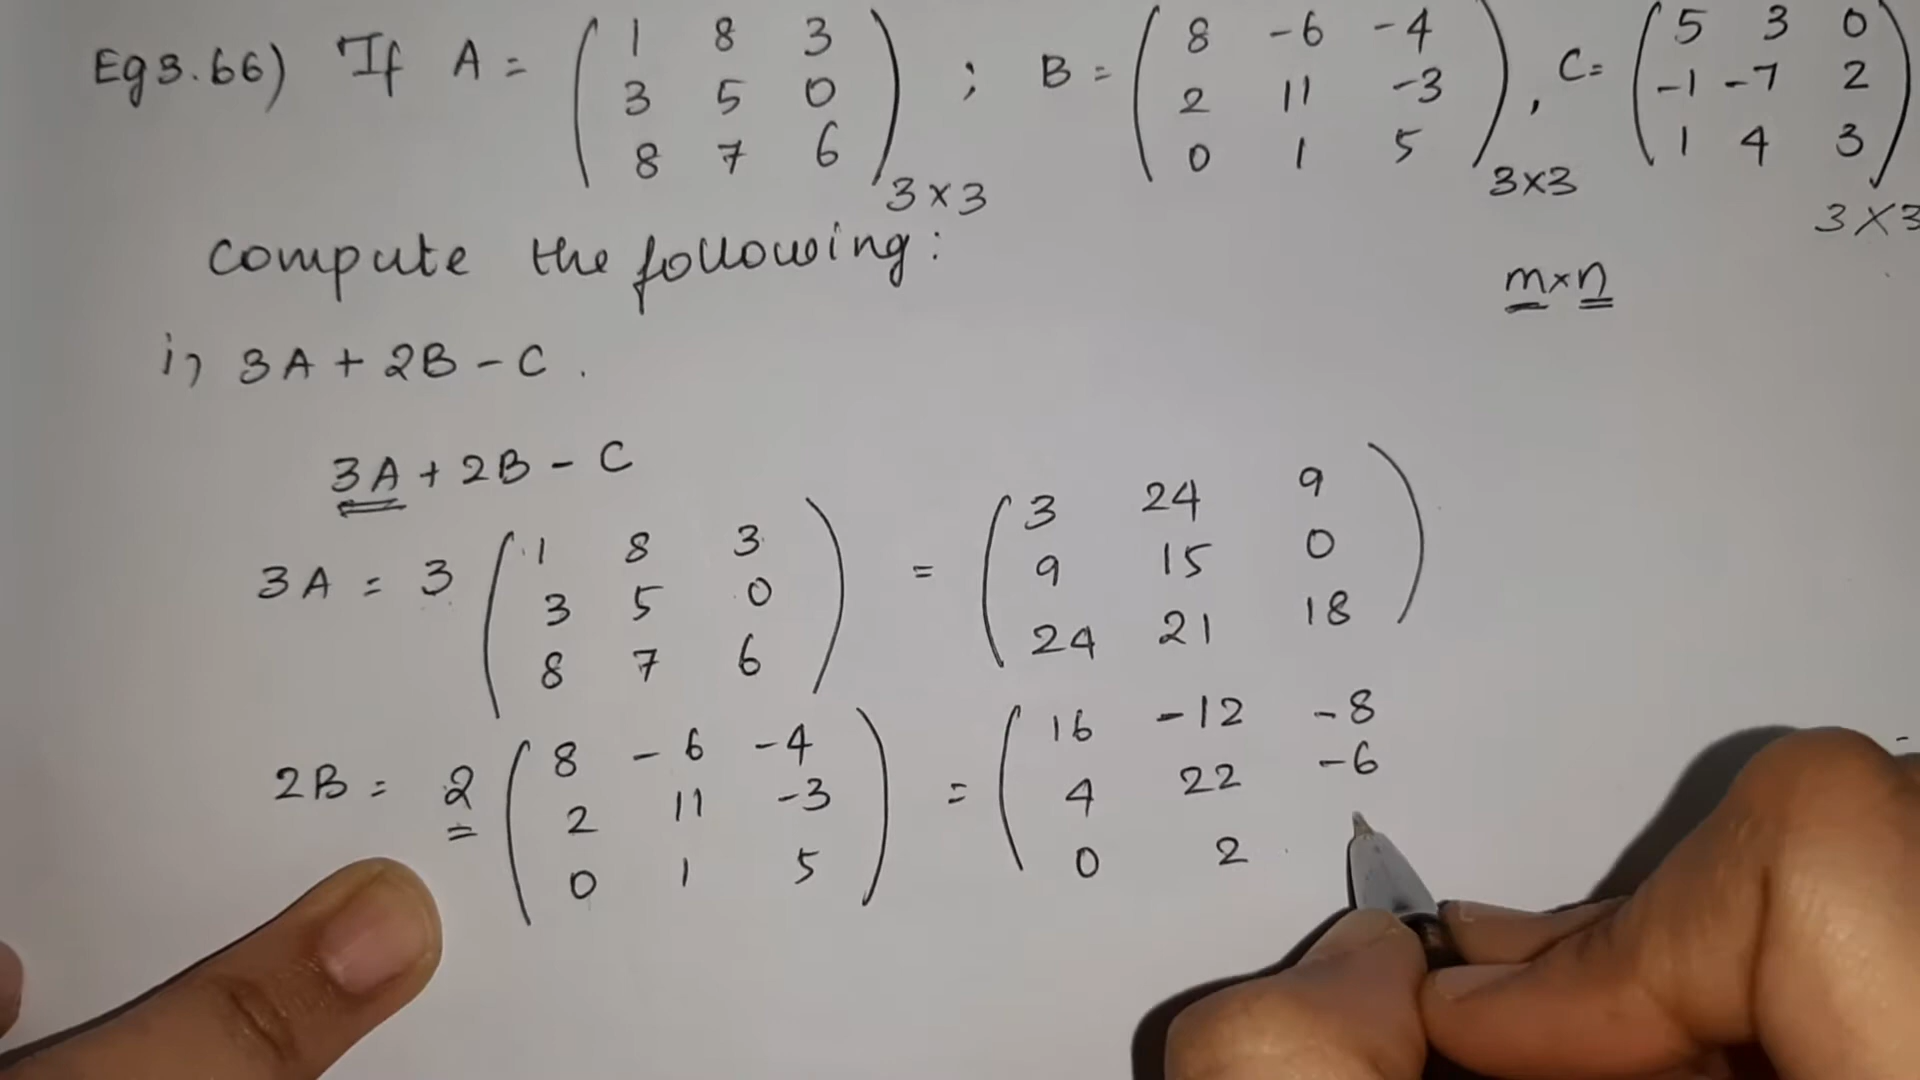 Eg 3.66) If A = ( 1 8 3 ; B = ( 8 -6 -4 , C = ( 5 3 0
3 5 0 2 11 -3 -1 -7 2
8 7 6 ) 3×3 0 1 5 ) 3×3 1 4 3 ) 3×3
compute the following :
m×n
i) 3A + 2B - C .
3A + 2B - C
3A = 3 ( 1 8 3 = ( 3 24 9
3 5 0 9 15 0
8 7 6 ) 24 21 18 )
2B = 2 ( 8 - 6 -4 = ( 16 -12 -8
2 11 -3 4 22 -6
0 1 5 ) 0 2